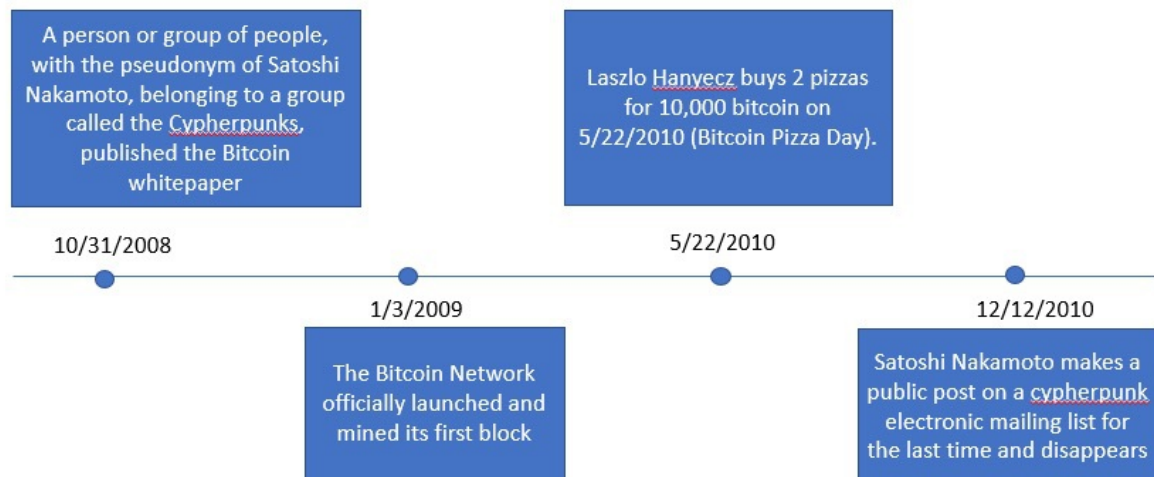 A person or group of people,
with the pseudonym of Satoshi
Nakamoto, belonging to a group
called the Cypherpunks,
published the Bitcoin
whitepaper
10/31/2008
1/3/2009
The Bitcoin Network
officially launched and
mined its first block
Laszlo Hanyecz buys 2 pizzas
for 10,000 bitcoin on
5/22/2010 (Bitcoin Pizza Day).
5/22/2010
12/12/2010
Satoshi Nakamoto makes a
public post on a cypherpunk
electronic mailing list for
the last time and disappears